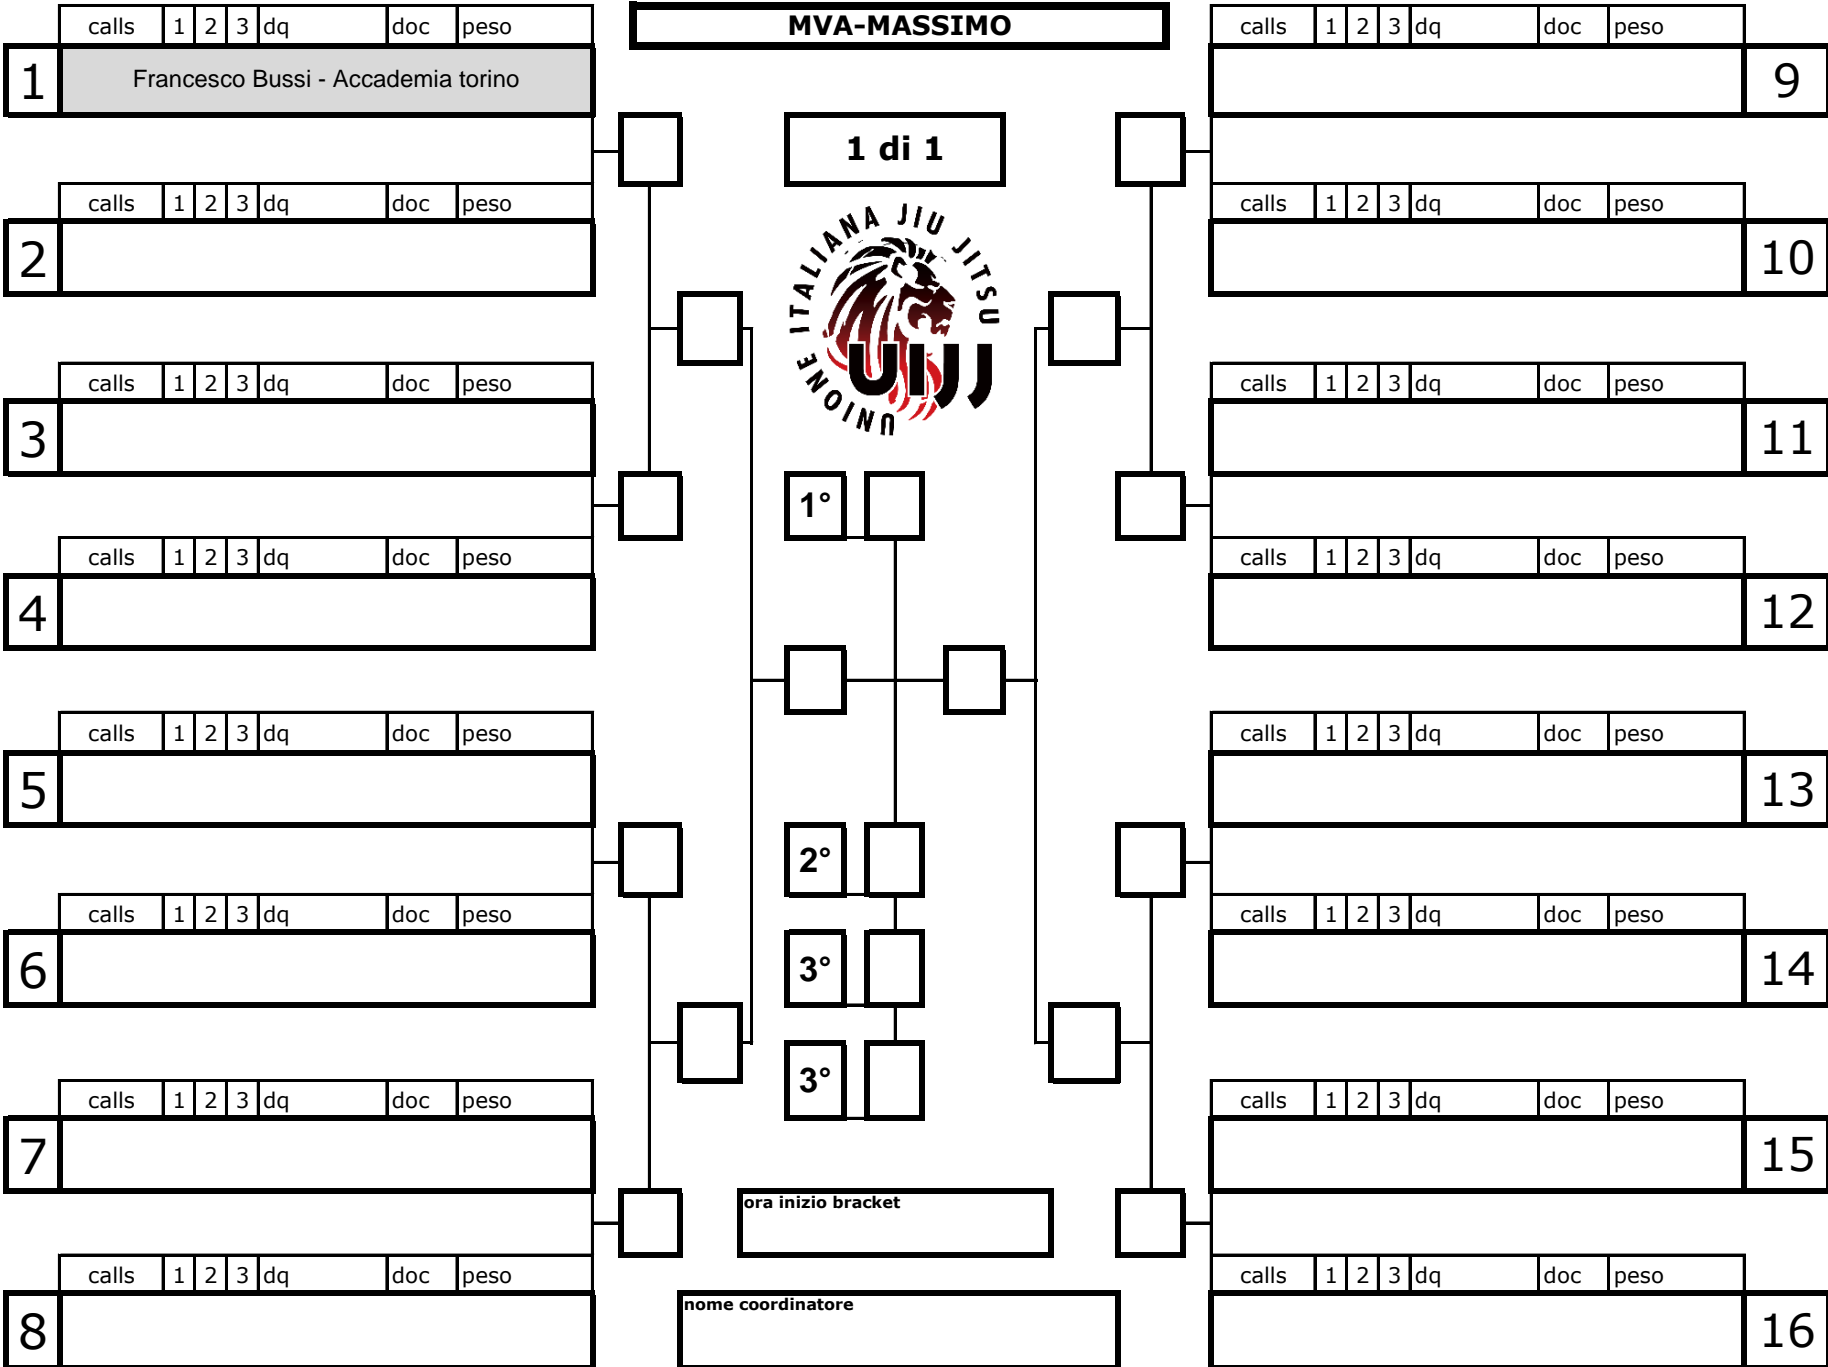 MVA-MASSIMO
1 di 1
UNIONE ITALIANA JIU JITSU
UIJJ
calls 1 2 3 dq doc peso
1 Francesco Bussi - Accademia torino
calls 1 2 3 dq doc peso
2
calls 1 2 3 dq doc peso
3
calls 1 2 3 dq doc peso
4
calls 1 2 3 dq doc peso
5
calls 1 2 3 dq doc peso
6
calls 1 2 3 dq doc peso
7
calls 1 2 3 dq doc peso
8
1°
2°
3°
3°
ora inizio bracket
nome coordinatore
calls 1 2 3 dq doc peso
9
calls 1 2 3 dq doc peso
10
calls 1 2 3 dq doc peso
11
calls 1 2 3 dq doc peso
12
calls 1 2 3 dq doc peso
13
calls 1 2 3 dq doc peso
14
calls 1 2 3 dq doc peso
15
calls 1 2 3 dq doc peso
16